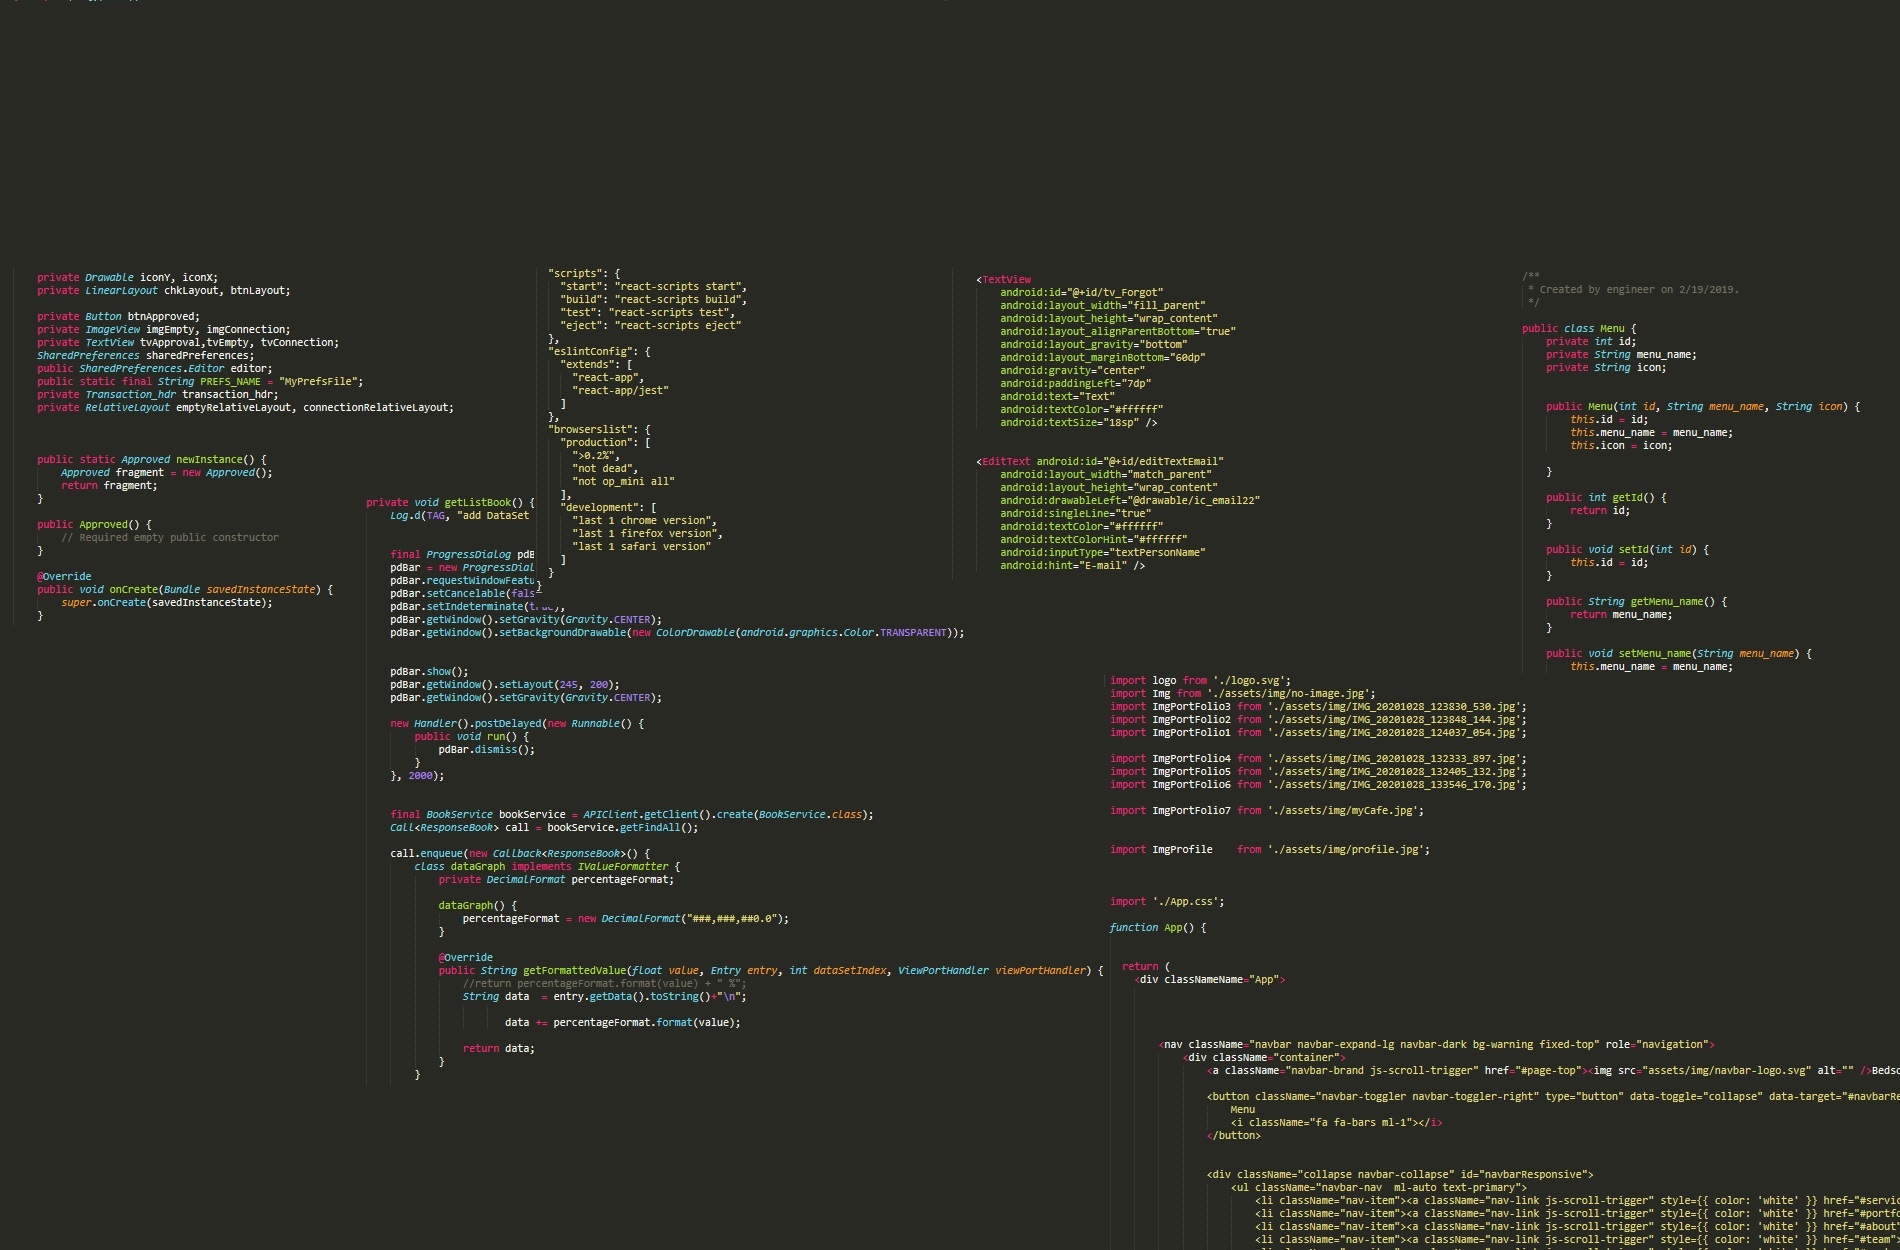 private Drawable iconY, iconX;
private LinearLayout chkLayout, btnLayout;
private Button btnApproved;
private ImageView imgEmpty, imgConnection;
private TextView tvApproval,tvEmpty, tvConnection;
SharedPreferences sharedPreferences;
public SharedPreferences.Editor editor;
public static final String PREFS_NAME = "MyPrefsFile";
private Transaction_hdr transaction_hdr;
private RelativeLayout emptyRelativeLayout, connectionRelativeLayout;
public static Approved newInstance() {
Approved fragment = new Approved();
return fragment;
}
public Approved() {
// Required empty public constructor
}
@Override
public void onCreate(Bundle savedInstanceState) {
super.onCreate(savedInstanceState);
}
private void getListBook() {
Log.d(TAG, "add DataSet
final ProgressDialog pdB
pdBar = new ProgressDial
pdBar.requestWindowFeatu
pdBar.setCancelable(fals
pdBar.setIndeterminate(
pdBar.getWindow().setGravity(Gravity.CENTER);
pdBar.getWindow().setBackgroundDrawable(new ColorDrawable(android.graphics.Color.TRANSPARENT));
pdBar.show();
pdBar.getWindow().setLayout(245, 200);
pdBar.getWindow().setGravity(Gravity.CENTER);
new Handler().postDelayed(new Runnable() {
public void run() {
pdBar.dismiss();
}
}, 2000);
final BookService bookService = APIClient.getClient().create(BookService.class);
Call<ResponseBook> call = bookService.getFindAll();
call.enqueue(new Callback<ResponseBook>() {
class dataGraph implements IValueFormatter {
private DecimalFormat percentageFormat;
dataGraph() {
percentageFormat = new DecimalFormat("###,###,##0.0");
}
@Override
public String getFormattedValue(float value, Entry entry, int dataSetIndex, ViewPortHandler viewPortHandler) {
//return percentageFormat.format(value) + " %";
String data  = entry.getData().toString()+"\n";
data += percentageFormat.format(value);
return data;
}
}
"scripts": {
"start": "react-scripts start",
"build": "react-scripts build",
"test": "react-scripts test",
"eject": "react-scripts eject"
},
"eslintConfig": {
"extends": [
"react-app",
"react-app/jest"
]
},
"browserslist": {
"production": [
">0.2%",
"not dead",
"not op_mini all"
],
"development": [
"last 1 chrome version",
"last 1 firefox version",
"last 1 safari version"
]
}
}
<TextView
android:id="@+id/tv_Forgot"
android:layout_width="fill_parent"
android:layout_height="wrap_content"
android:layout_alignParentBottom="true"
android:layout_gravity="bottom"
android:layout_marginBottom="60dp"
android:gravity="center"
android:paddingLeft="7dp"
android:text="Text"
android:textColor="#ffffff"
android:textSize="18sp" />
<EditText android:id="@+id/editTextEmail"
android:layout_width="match_parent"
android:layout_height="wrap_content"
android:drawableLeft="@drawable/ic_email22"
android:singleLine="true"
android:textColor="#ffffff"
android:textColorHint="#ffffff"
android:inputType="textPersonName"
android:hint="E-mail" />
/**
* Created by engineer on 2/19/2019.
*/
public class Menu {
private int id;
private String menu_name;
private String icon;
public Menu(int id, String menu_name, String icon) {
this.id = id;
this.menu_name = menu_name;
this.icon = icon;
}
public int getId() {
return id;
}
public void setId(int id) {
this.id = id;
}
public String getMenu_name() {
return menu_name;
}
public void setMenu_name(String menu_name) {
this.menu_name = menu_name;
import logo from './logo.svg';
import Img from './assets/img/no-image.jpg';
import ImgPortFolio3 from './assets/img/IMG_20201028_123830_530.jpg';
import ImgPortFolio2 from './assets/img/IMG_20201028_123848_144.jpg';
import ImgPortFolio1 from './assets/img/IMG_20201028_124037_054.jpg';
import ImgPortFolio4 from './assets/img/IMG_20201028_132333_897.jpg';
import ImgPortFolio5 from './assets/img/IMG_20201028_132405_132.jpg';
import ImgPortFolio6 from './assets/img/IMG_20201028_133546_170.jpg';
import ImgPortFolio7 from './assets/img/myCafe.jpg';
import ImgProfile    from './assets/img/profile.jpg';
import './App.css';
function App() {
return (
<div classNameName="App">
<nav className="navbar navbar-expand-lg navbar-dark bg-warning fixed-top" role="navigation">
<div className="container">
<a className="navbar-brand js-scroll-trigger" href="#page-top"><img src="assets/img/navbar-logo.svg" alt="" />Bedsc
<button className="navbar-toggler navbar-toggler-right" type="button" data-toggle="collapse" data-target="#navbarRe
Menu
<i className="fa fa-bars ml-1"></i>
</button>
<div className="collapse navbar-collapse" id="navbarResponsive">
<ul className="navbar-nav  ml-auto text-primary">
<li className="nav-item"><a className="nav-link js-scroll-trigger" style={{ color: 'white' }} href="#servic
<li className="nav-item"><a className="nav-link js-scroll-trigger" style={{ color: 'white' }} href="#portfo
<li className="nav-item"><a className="nav-link js-scroll-trigger" style={{ color: 'white' }} href="#about"
<li className="nav-item"><a className="nav-link js-scroll-trigger" style={{ color: 'white' }} href="#team"